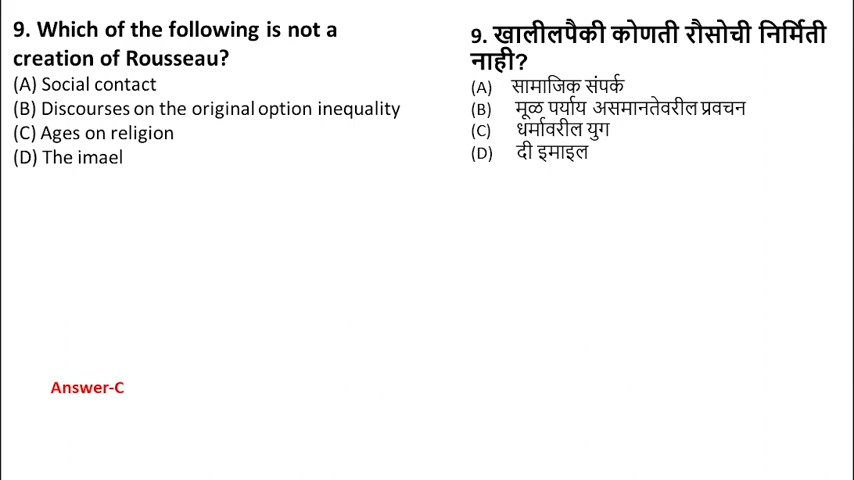 9. Which of the following is not a
creation of Rousseau?
(A) Social contact
(B) Discourses on the original option inequality
(C) Ages on religion
(D) The imael
9. खालीलपैकी कोणती रौसोची निर्मिती
नाही?
(A) सामाजिक संपर्क
(B) मूळ पर्याय असमानतेवरील प्रवचन
(C) धर्मावरील युग
(D) दी इमाइल
Answer-C